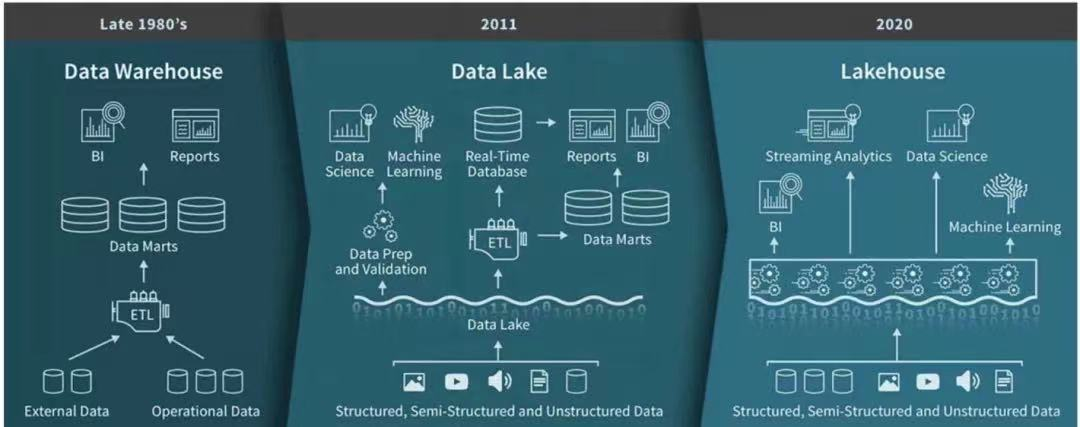 Late 1980's
Data Warehouse
BI
Reports
Data Marts
ETL
External Data
Operational Data
2011
Data Lake
Data
Science
Machine
Learning
Real-Time
Database
Reports
BI
ETL
Data Marts
Data Prep
and Validation
Data Lake
Structured, Semi-Structured and Unstructured Data
2020
Lakehouse
Streaming Analytics
Data Science
BI
Machine Learning
Structured, Semi-Structured and Unstructured Data